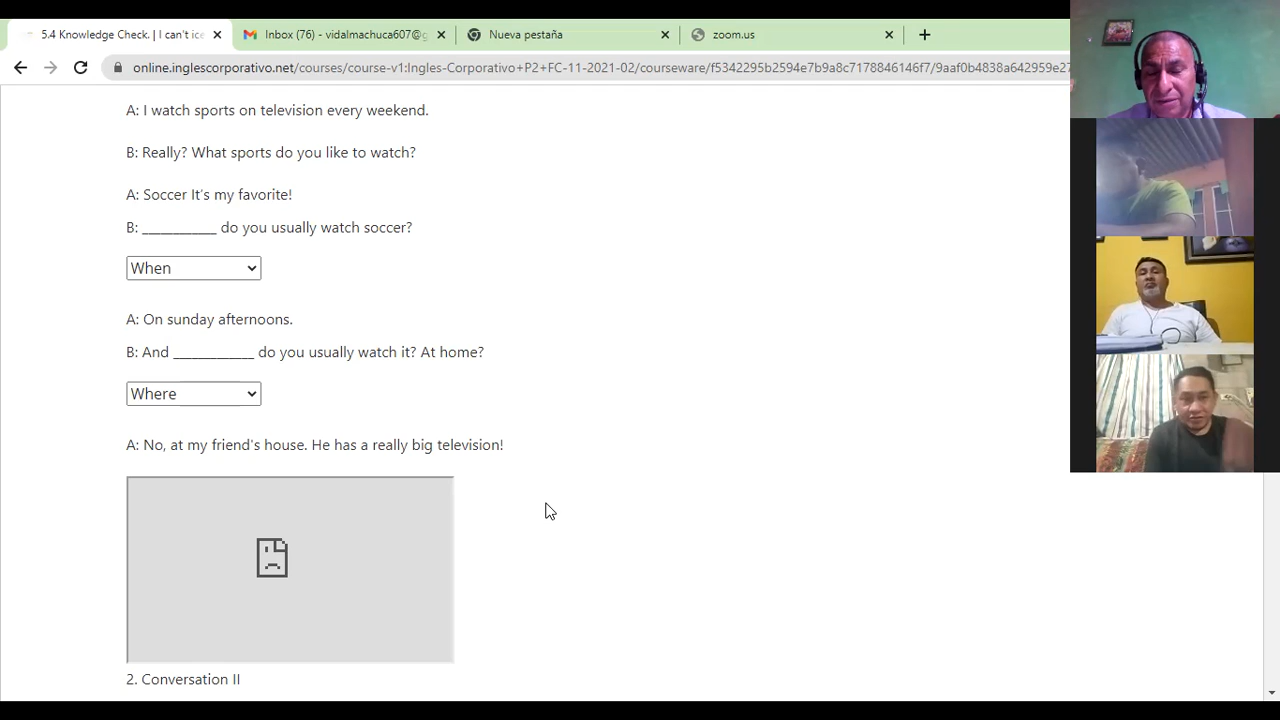 5.4 Knowledge Check. | I can't ice
Inbox (76) - vidalmachuca607@g
Nueva pestaña
zoom.us
online.inglescorporativo.net/courses/course-v1:Ingles-Corporativo+P2+FC-11-2021-02/courseware/f5342295b2594e7b9a8c7178846146f7/9aaf0b4838a642959e27
A: I watch sports on television every weekend.
B: Really? What sports do you like to watch?
A: Soccer It's my favorite!
B: ___________ do you usually watch soccer?
When
A: On sunday afternoons.
B: And ____________ do you usually watch it? At home?
Where
A: No, at my friend's house. He has a really big television!
2. Conversation II